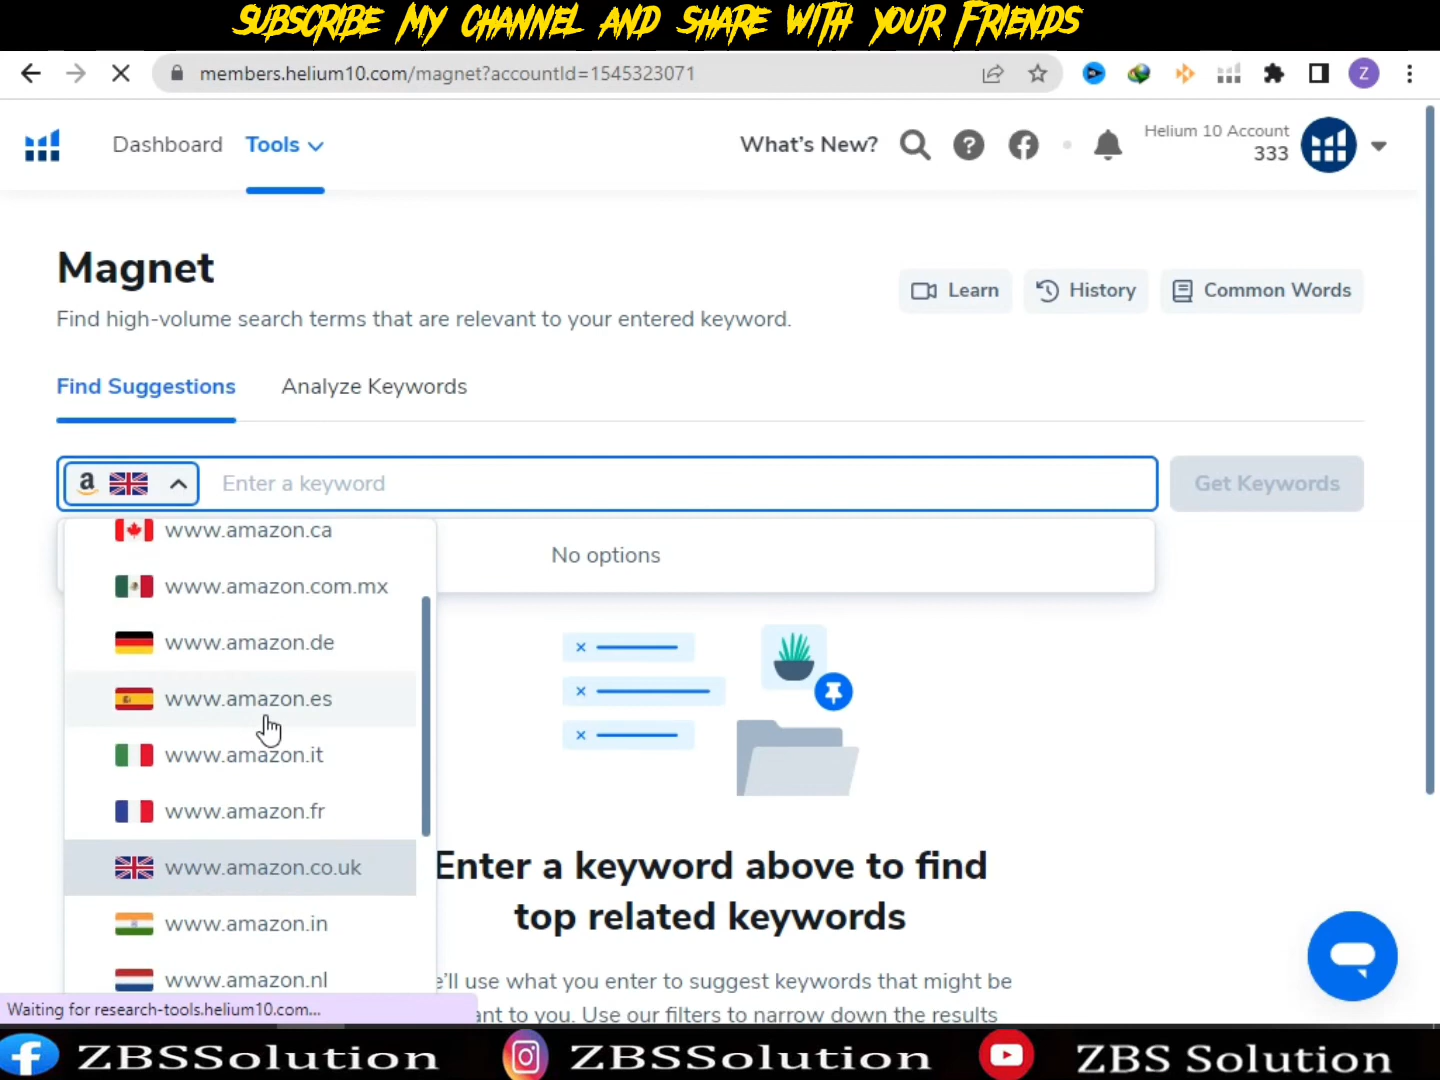 SUBSCRIBE MY CHANNEL AND SHARE WITH YOUR FRIENDS
members.helium10.com/magnet?accountId=1545323071
Z
Dashboard
Tools
What's New?
Helium 10 Account
333
Magnet
Find high-volume search terms that are relevant to your entered keyword.
Learn
History
Common Words
Find Suggestions
Analyze Keywords
a
Enter a keyword
Get Keywords
www.amazon.ca
No options
www.amazon.com.mx
www.amazon.de
www.amazon.es
www.amazon.it
www.amazon.fr
www.amazon.co.uk
Enter a keyword above to find
top related keywords
www.amazon.in
www.amazon.nl
e'll use what you enter to suggest keywords that might be
ant to you. Use our filters to narrow down the results
Waiting for research-tools.helium10.com...
ZBSSolution
ZBSSolution
ZBS Solution